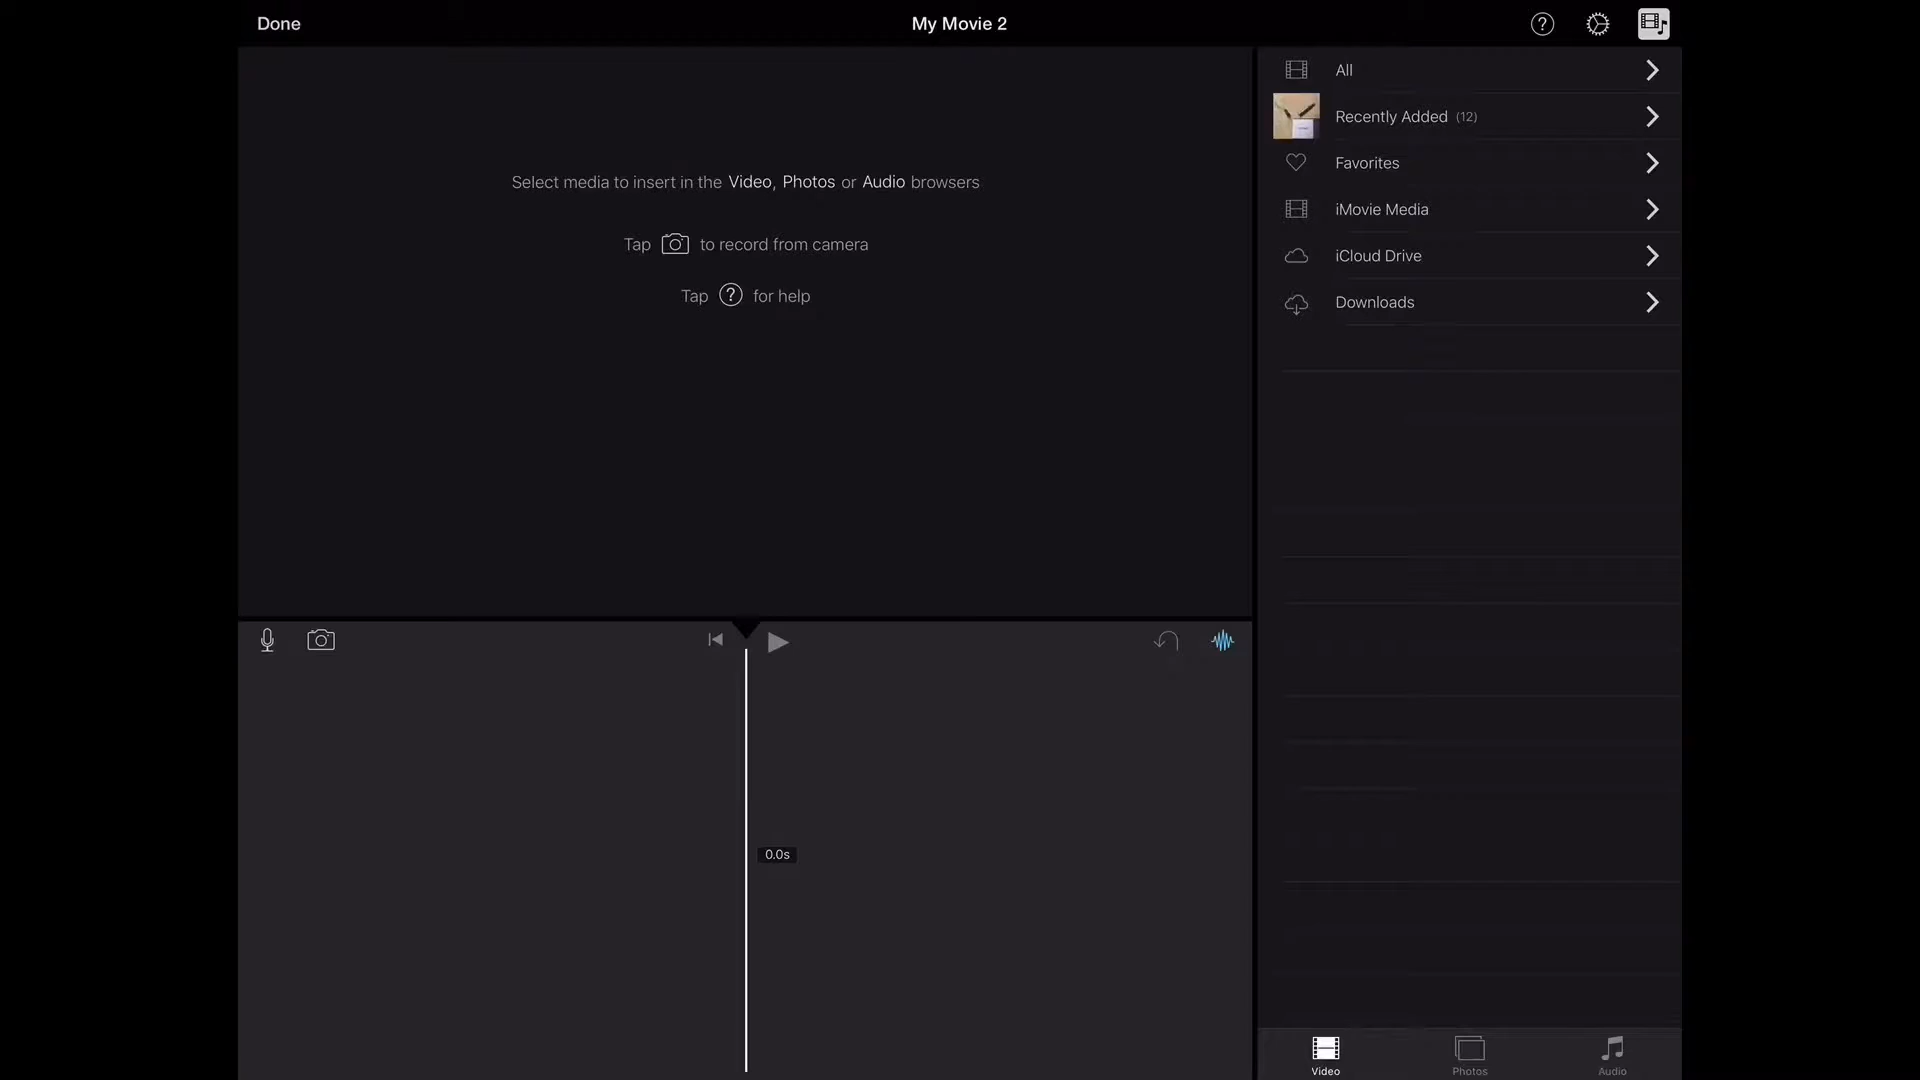 Done
My Movie 2
?
Select media to insert in the Video, Photos or Audio browsers
Tap to record from camera
Tap ? for help
All
Recently Added (12)
Favorites
iMovie Media
iCloud Drive
Downloads
0.0s
Video
Photos
Audio